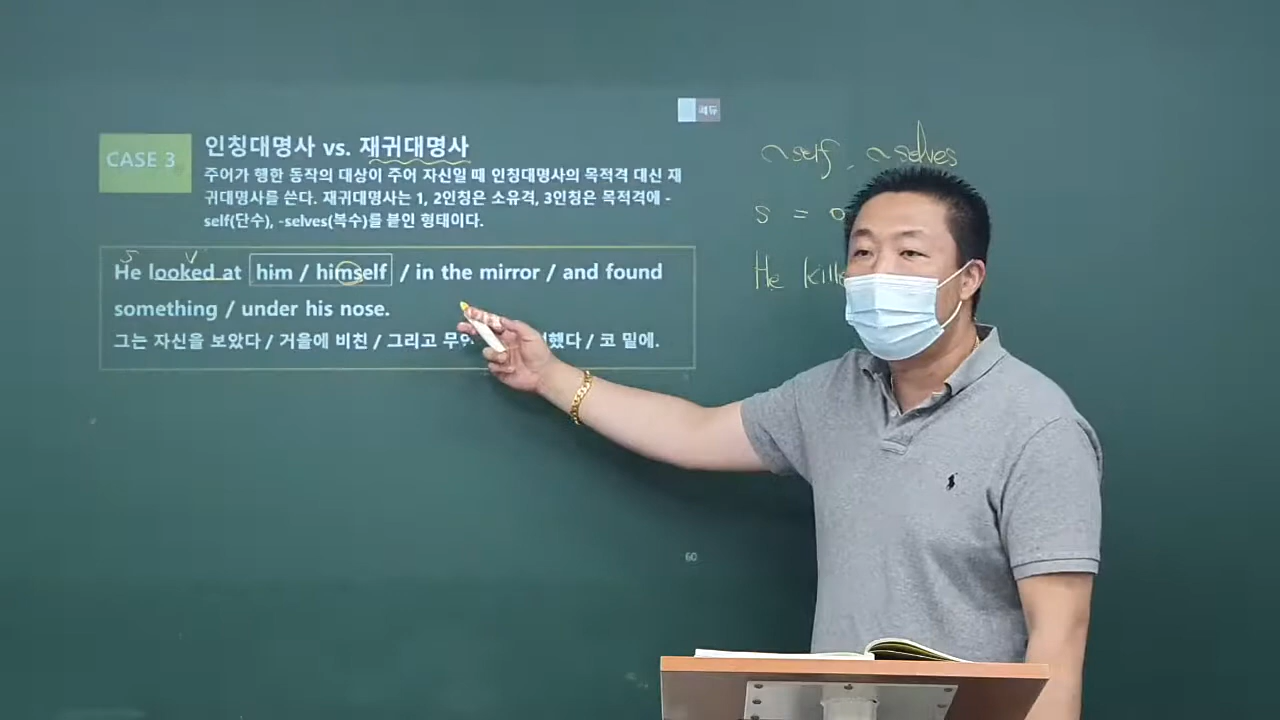 에듀
CASE 3
인칭대명사 vs. 재귀대명사
주어가 행한 동작의 대상이 주어 자신일 때 인칭대명사의 목적격 대신 재
귀대명사를 쓴다. 재귀대명사는 1, 2인칭은 소유격, 3인칭은 목적격에 -
self(단수), -selves(복수)를 붙인 형태이다.
S V
He looked at him / himself / in the mirror / and found
something / under his nose.
그는 자신을 보았다 / 거울에 비친 / 그리고 / 코 밑에.
~self, ~selves
S =
He
60